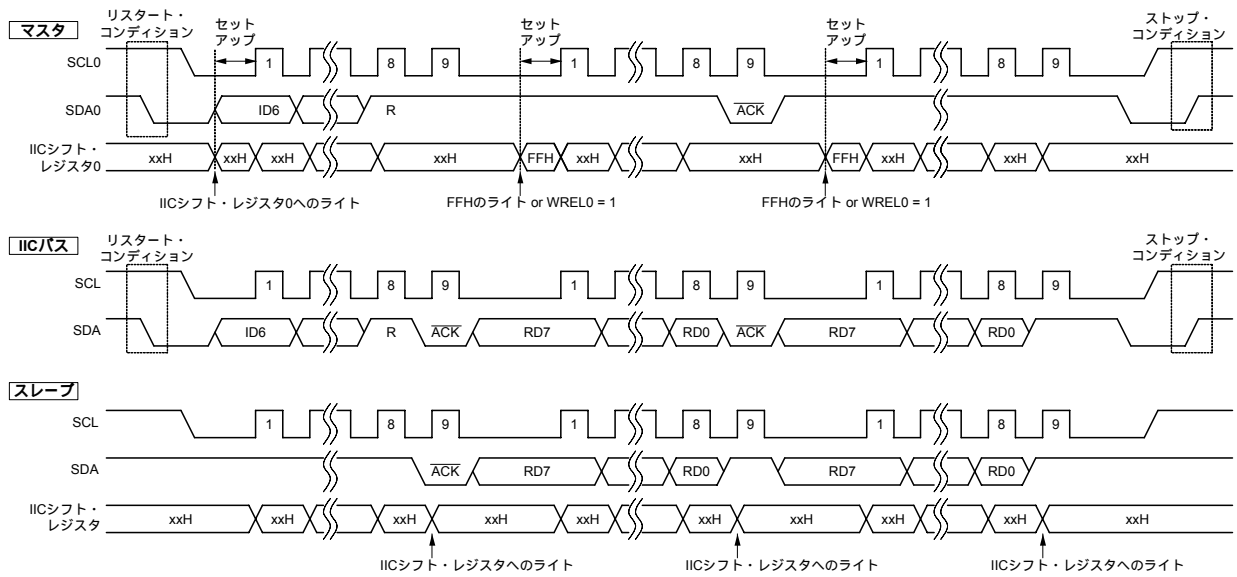 リスタート・
コンディション
セット
アップ
セット
アップ
セット
アップ
ストップ・
コンディション
マスタ
SCL0
1
8
9
1
8
9
1
8
9
SDA0
ID6
R
ACK
IICシフト・
レジスタ0
xxH
xxH
xxH
xxH
FFH
xxH
xxH
FFH
xxH
xxH
xxH
IICシフト・レジスタ0へのライト
FFHのライト or WREL0 = 1
FFHのライト or WREL0 = 1
IICバス
リスタート・
コンディション
ストップ・
コンディション
SCL
1
8
9
1
8
9
1
8
9
SDA
ID6
R
ACK
RD7
RD0
ACK
RD7
RD0
スレーブ
SCL
1
8
9
1
8
9
1
8
9
SDA
ACK
RD7
RD0
RD7
RD0
IICシフト・
レジスタ
xxH
xxH
xxH
xxH
xxH
xxH
xxH
xxH
xxH
xxH
IICシフト・レジスタへのライト
IICシフト・レジスタへのライト
IICシフト・レジスタへのライト